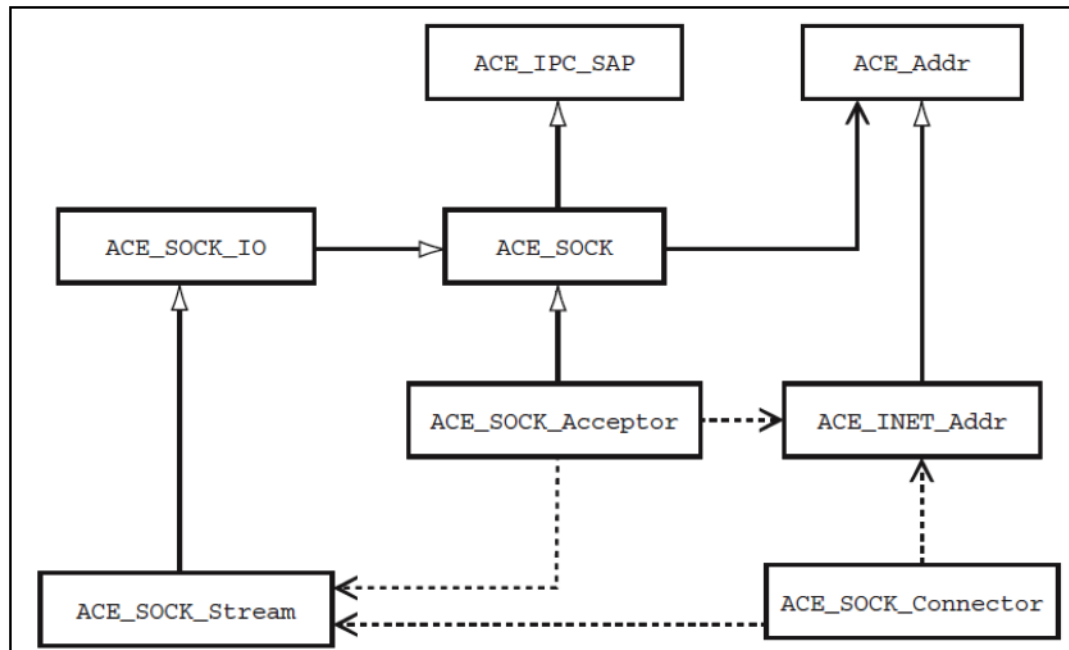 ACE_IPC_SAP
ACE_Addr
ACE_SOCK_IO
ACE_SOCK
ACE_SOCK_Acceptor
ACE_INET_Addr
ACE_SOCK_Stream
ACE_SOCK_Connector